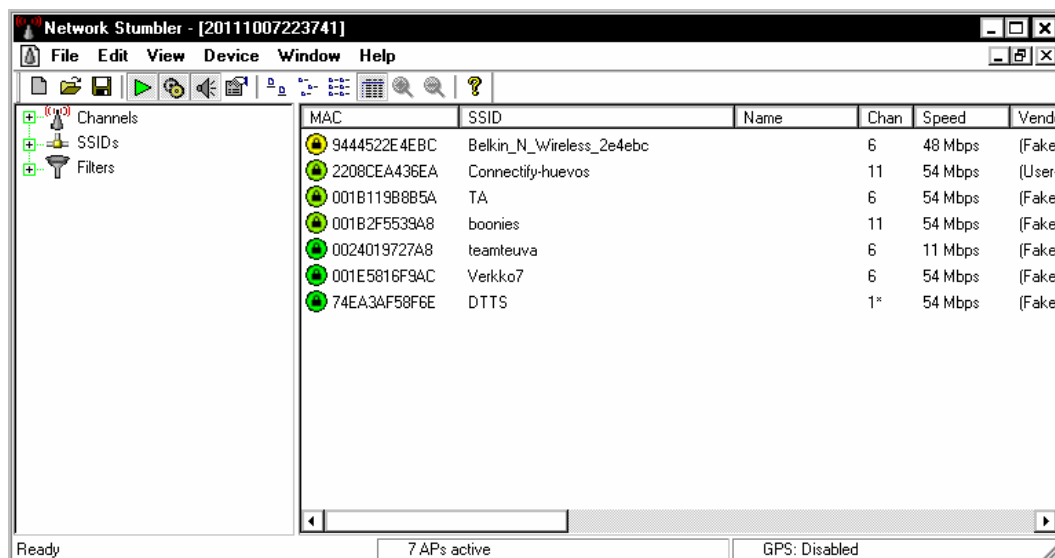 Network Stumbler - [20111007223741]
File Edit View Device Window Help
Channels
SSIDs
Filters
MAC SSID Name Chan Speed Vend
9444522E4EBC Belkin_N_Wireless_2e4ebc 6 48 Mbps (Fake
2208CEA436EA Connectify-huevos 11 54 Mbps (User
001B119B8B5A TA 6 54 Mbps (Fake
001B2F5539A8 boonies 11 54 Mbps (Fake
0024019727A8 teamteuva 6 11 Mbps (Fake
001E5816F9AC Verkko7 6 54 Mbps (Fake
74EA3AF58F6E DTTS 1* 54 Mbps (Fake
Ready 7 APs active GPS: Disabled